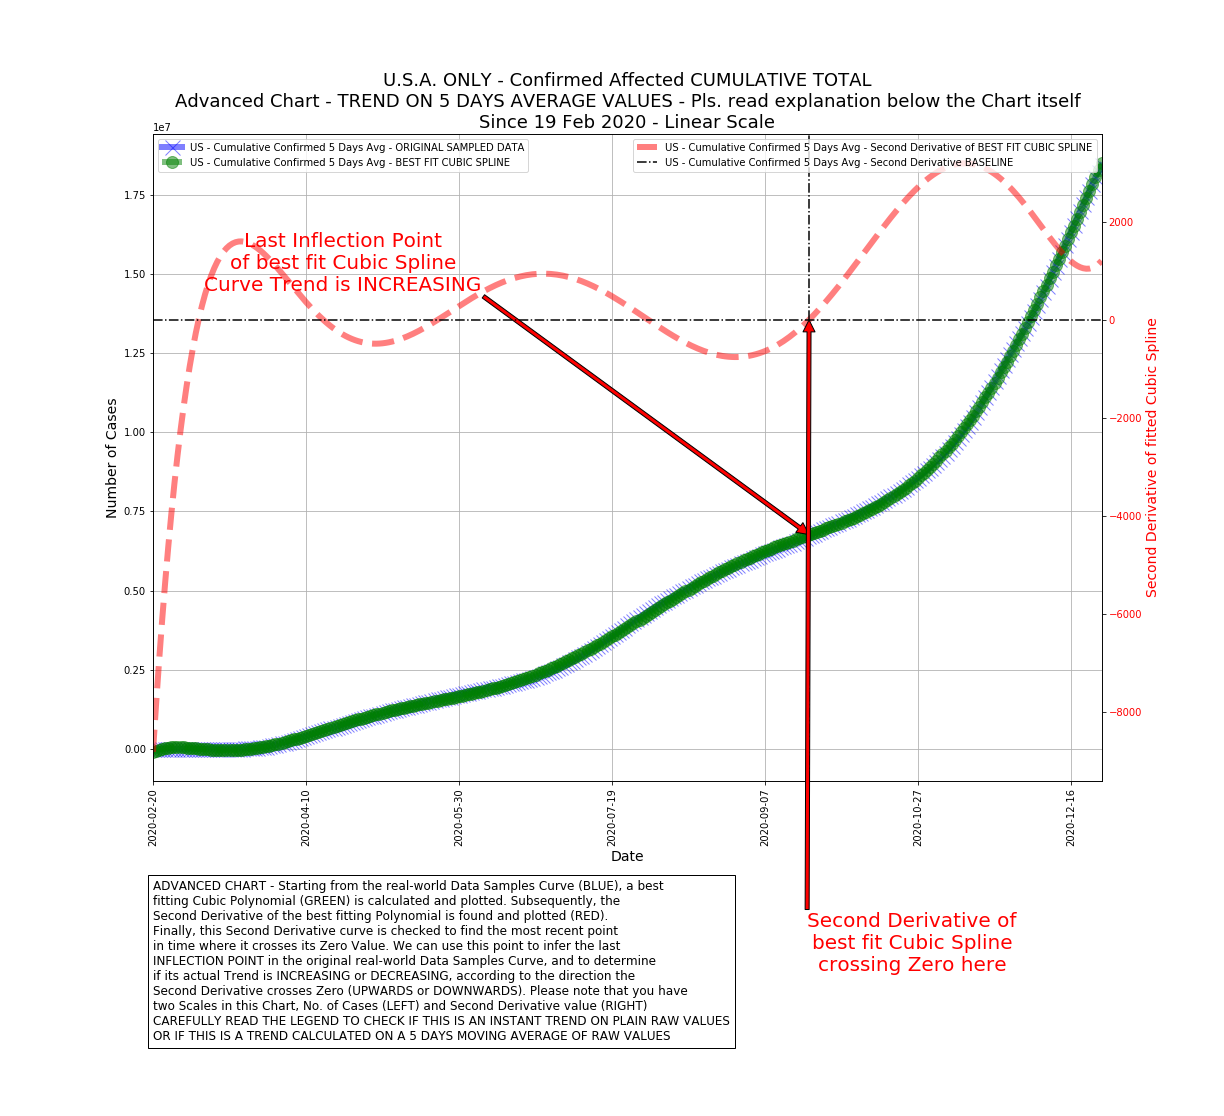 U.S.A. ONLY - Confirmed Affected CUMULATIVE TOTAL
Advanced Chart - TREND ON 5 DAYS AVERAGE VALUES - Pls. read explanation below the Chart itself
Since 19 Feb 2020 - Linear Scale
1e7
US - Cumulative Confirmed 5 Days Avg - ORIGINAL SAMPLED DATA
US - Cumulative Confirmed 5 Days Avg - BEST FIT CUBIC SPLINE
US - Cumulative Confirmed 5 Days Avg - Second Derivative of BEST FIT CUBIC SPLINE
US - Cumulative Confirmed 5 Days Avg - Second Derivative BASELINE
Last Inflection Point
of best fit Cubic Spline
Curve Trend is INCREASING
1.75
1.50
1.25
1.00
0.75
0.50
0.25
0.00
Number of Cases
2000
0
−2000
−4000
−6000
−8000
Second Derivative of fitted Cubic Spline
2020-02-20
2020-04-10
2020-05-30
2020-07-19
2020-09-07
2020-10-27
2020-12-16
Date
Second Derivative of
best fit Cubic Spline
crossing Zero here
ADVANCED CHART - Starting from the real-world Data Samples Curve (BLUE), a best
fitting Cubic Polynomial (GREEN) is calculated and plotted. Subsequently, the
Second Derivative of the best fitting Polynomial is found and plotted (RED).
Finally, this Second Derivative curve is checked to find the most recent point
in time where it crosses its Zero Value. We can use this point to infer the last
INFLECTION POINT in the original real-world Data Samples Curve, and to determine
if its actual Trend is INCREASING or DECREASING, according to the direction the
Second Derivative crosses Zero (UPWARDS or DOWNWARDS). Please note that you have
two Scales in this Chart, No. of Cases (LEFT) and Second Derivative value (RIGHT)
CAREFULLY READ THE LEGEND TO CHECK IF THIS IS AN INSTANT TREND ON PLAIN RAW VALUES
OR IF THIS IS A TREND CALCULATED ON A 5 DAYS MOVING AVERAGE OF RAW VALUES